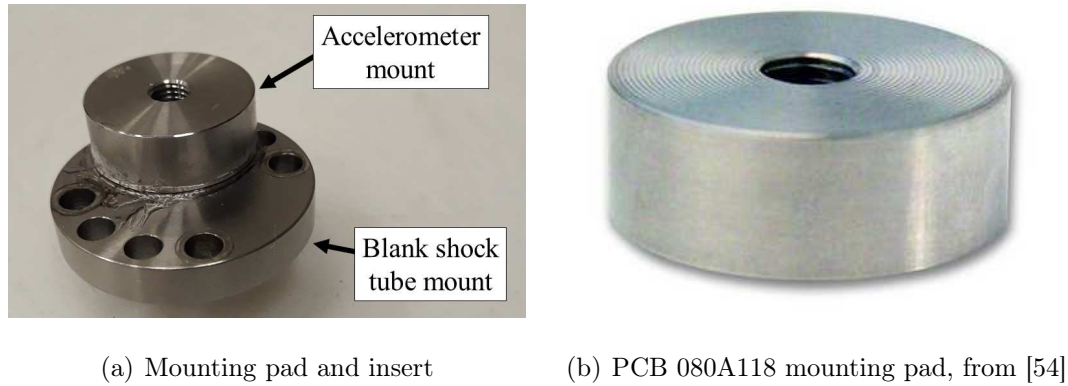 Accelerometer
mount
Blank shock
tube mount
(a) Mounting pad and insert
(b) PCB 080A118 mounting pad, from [54]